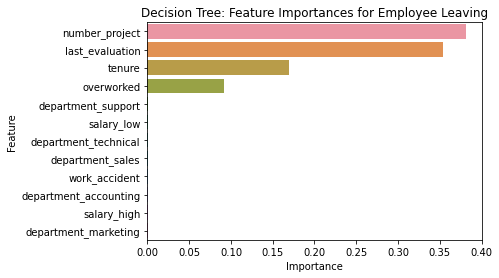 Decision Tree: Feature Importances for Employee Leaving
number_project
last_evaluation
tenure
overworked
department_support
salary_low
department_technical
department_sales
work_accident
department_accounting
salary_high
department_marketing
Feature
0.00 0.05 0.10 0.15 0.20 0.25 0.30 0.35 0.40
Importance